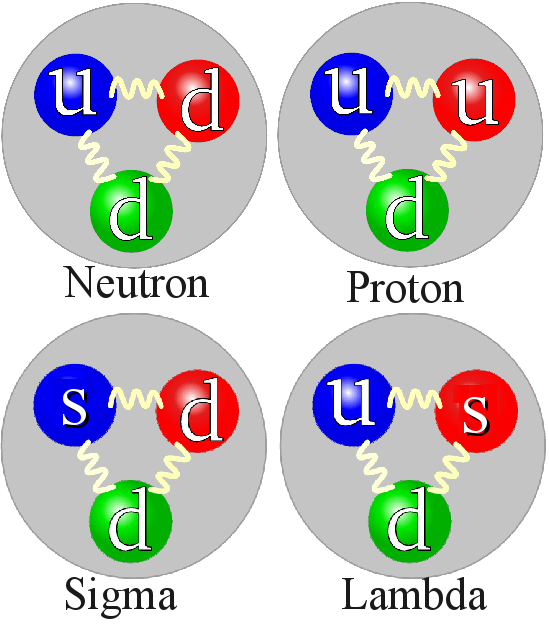 u d
d
Neutron
u u
d
Proton
s d
d
Sigma
u s
d
Lambda